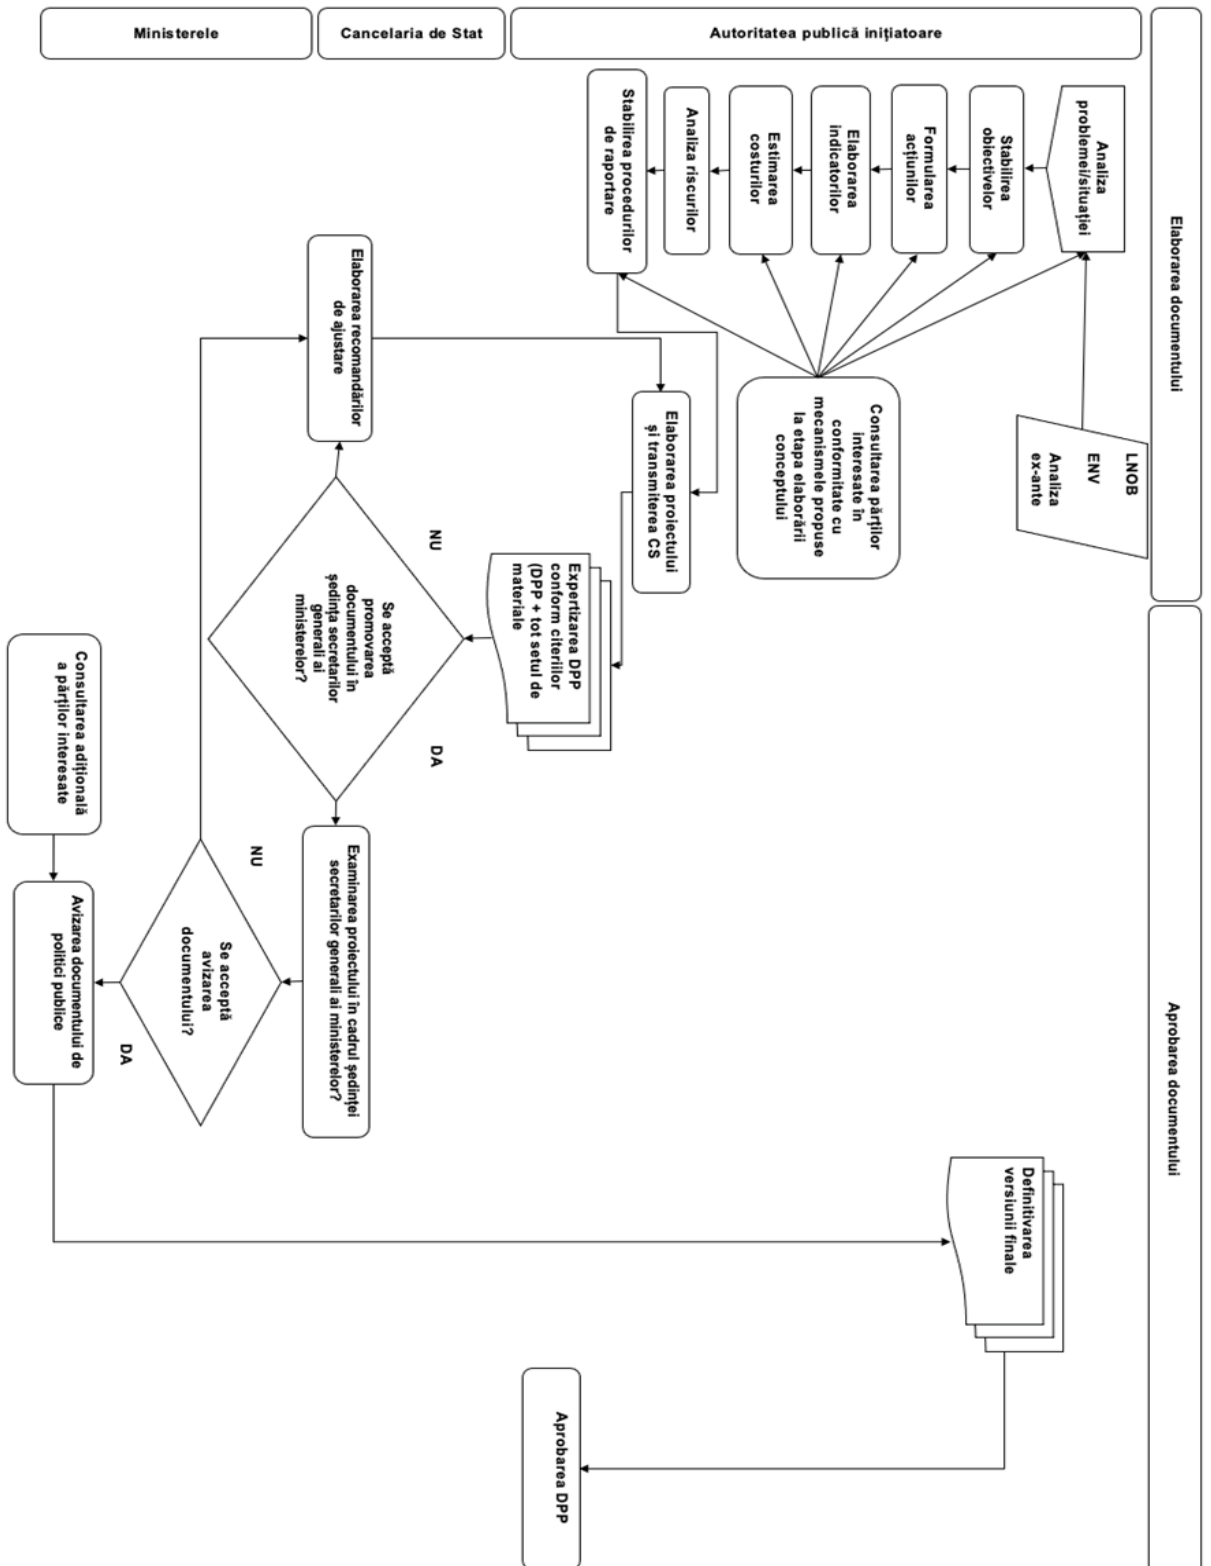 Ministerele
Cancelaria de Stat
Autoritatea publică inițiatoare
Elaborarea documentului
Aprobarea documentului
Analiza
problemei/situației
Stabilirea
obiectivelor
Formularea
acțiunilor
Elaborarea
indicatorilor
Estimarea
costurilor
Analiza riscurilor
Stabilirea procedurilor
de raportare
LNOB
ENV
Analiza
ex-ante
Consultarea părților
interesate în
conformitate cu
mecanismele propuse
la etapa elaborării
conceptului
Elaborarea proiectului
și transmiterea CS
Elaborarea recomandărilor
de ajustare
Expertizarea DPP
conform citeriilor
(DPP + tot setul de
materiale
NU
DA
Se acceptă
promovarea
documentului în
ședința secretarilor
generali ai
ministerelor?
Examinarea proiectului în cadrul ședinței
secretarilor generali ai ministerelor?
NU
Se acceptă
avizarea
documentului?
DA
Consultarea adițională
a părților interesate
Avizarea documentului de
politici publice
Definitivarea
versiunii finale
Aprobarea DPP